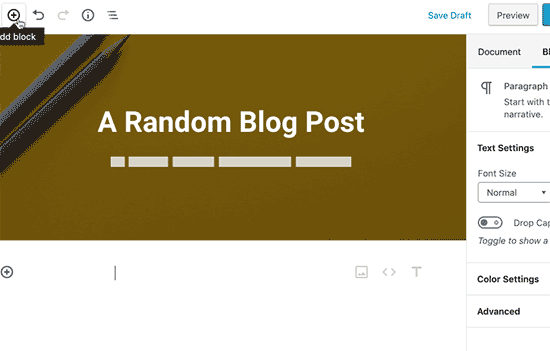 Save Draft
Preview
dd block
Document
Bl
A Random Blog Post
Paragraph
Start with t
narrative.
Text Settings
Font Size
Normal
Drop Cap
Toggle to show a
Color Settings
Advanced